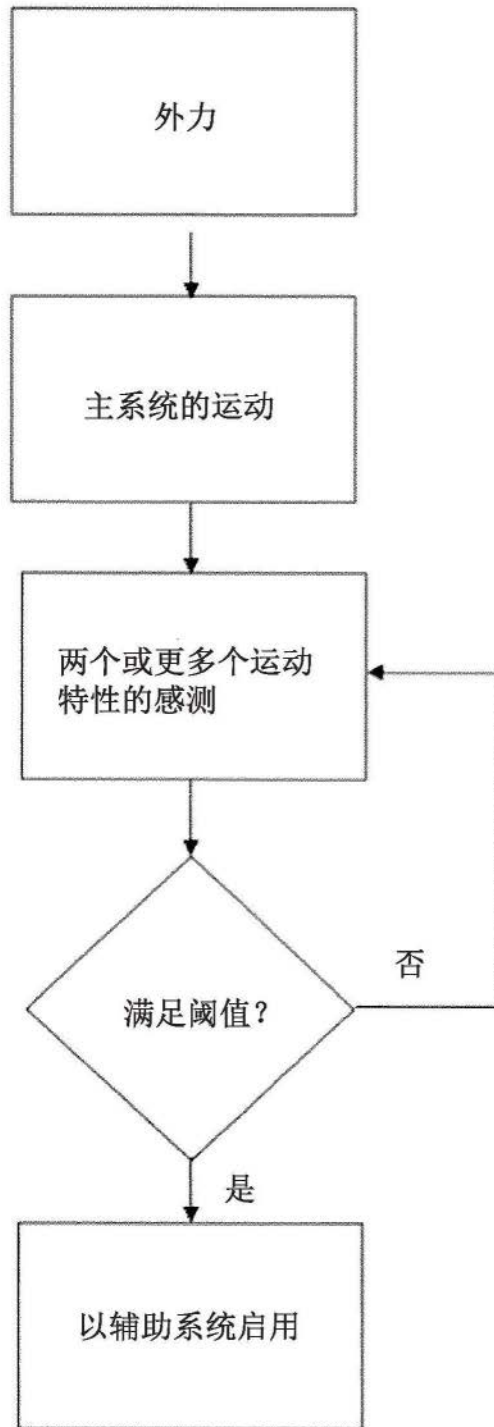 外力
主系统的运动
两个或更多个运动
特性的感测
满足阈值?
否
是
以辅助系统启用